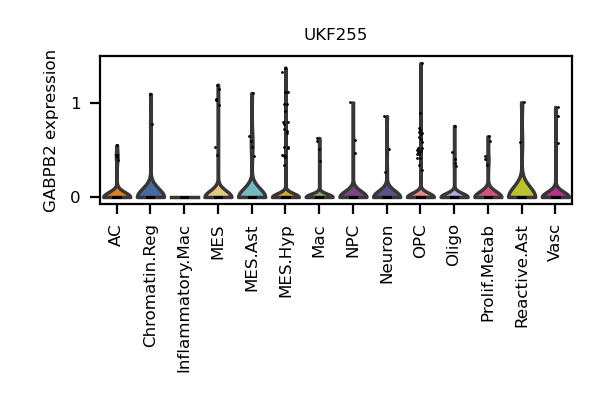 UKF255
GABPB2 expression
1
0
AC
Chromatin.Reg
Inflammatory.Mac
MES
MES.Ast
MES.Hyp
Mac
NPC
Neuron
OPC
Oligo
Prolif.Metab
Reactive.Ast
Vasc